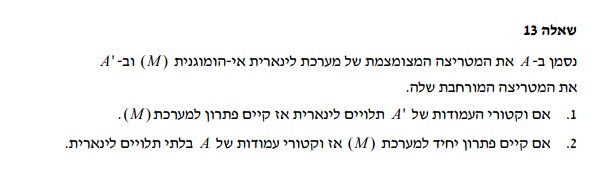 שאלה 13
נסמן ב- A את המטריצה המצומצמת של מערכת לינארית אי-הומוגנית (M) וב- A'
את המטריצה המורחבת שלה.
1. אם וקטורי העמודות של A' תלויים לינארית אז קיים פתרון למערכת (M).
2. אם קיים פתרון יחיד למערכת (M) אז וקטורי עמודות של A בלתי תלויים לינארית.